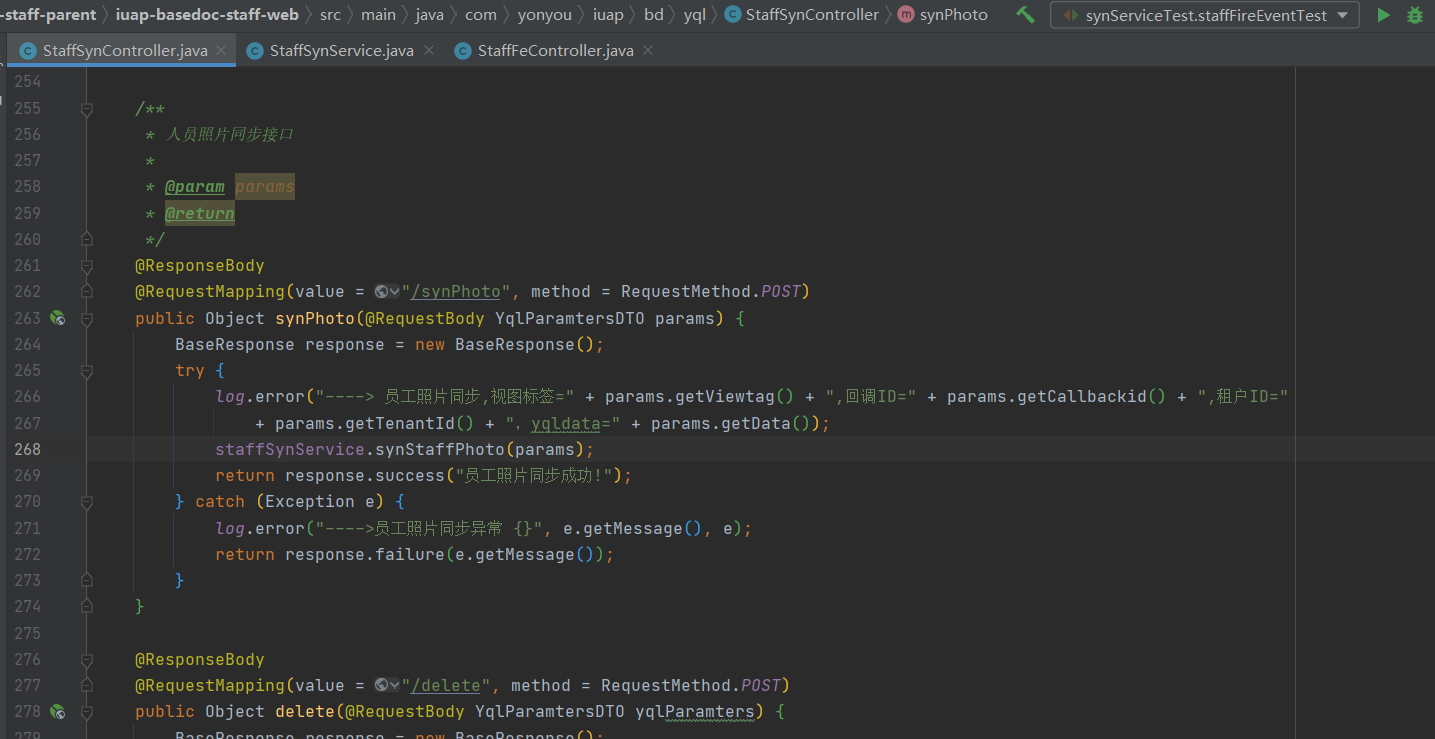 -staff-parent 〉 iuap-basedoc-staff-web 〉 src 〉 main 〉 java 〉 com 〉 yonyou 〉 iuap 〉 bd 〉 yql 〉 StaffSynController 〉 synPhoto synServiceTest.staffFireEventTest
StaffSynController.java StaffSynService.java StaffFeController.java
254
255 /**
256 * 人员照片同步接口
257 *
258 * @param params
259 * @return
260 */
261 @ResponseBody
262 @RequestMapping(value = "/synPhoto", method = RequestMethod.POST)
263 public Object synPhoto(@RequestBody YqlParamtersDTO params) {
264 BaseResponse response = new BaseResponse();
265 try {
266 log.error("----> 员工照片同步,视图标签=" + params.getViewtag() + ",回调ID=" + params.getCallbackid() + ",租户ID="
267 + params.getTenantId() + ", yqldata=" + params.getData());
268 staffSynService.synStaffPhoto(params);
269 return response.success("员工照片同步成功!");
270 } catch (Exception e) {
271 log.error("---->员工照片同步异常 {}", e.getMessage(), e);
272 return response.failure(e.getMessage());
273 }
274 }
275
276 @ResponseBody
277 @RequestMapping(value = "/delete", method = RequestMethod.POST)
278 public Object delete(@RequestBody YqlParamtersDTO yqlParamters) {
279 BaseResponse response = new BaseResponse();